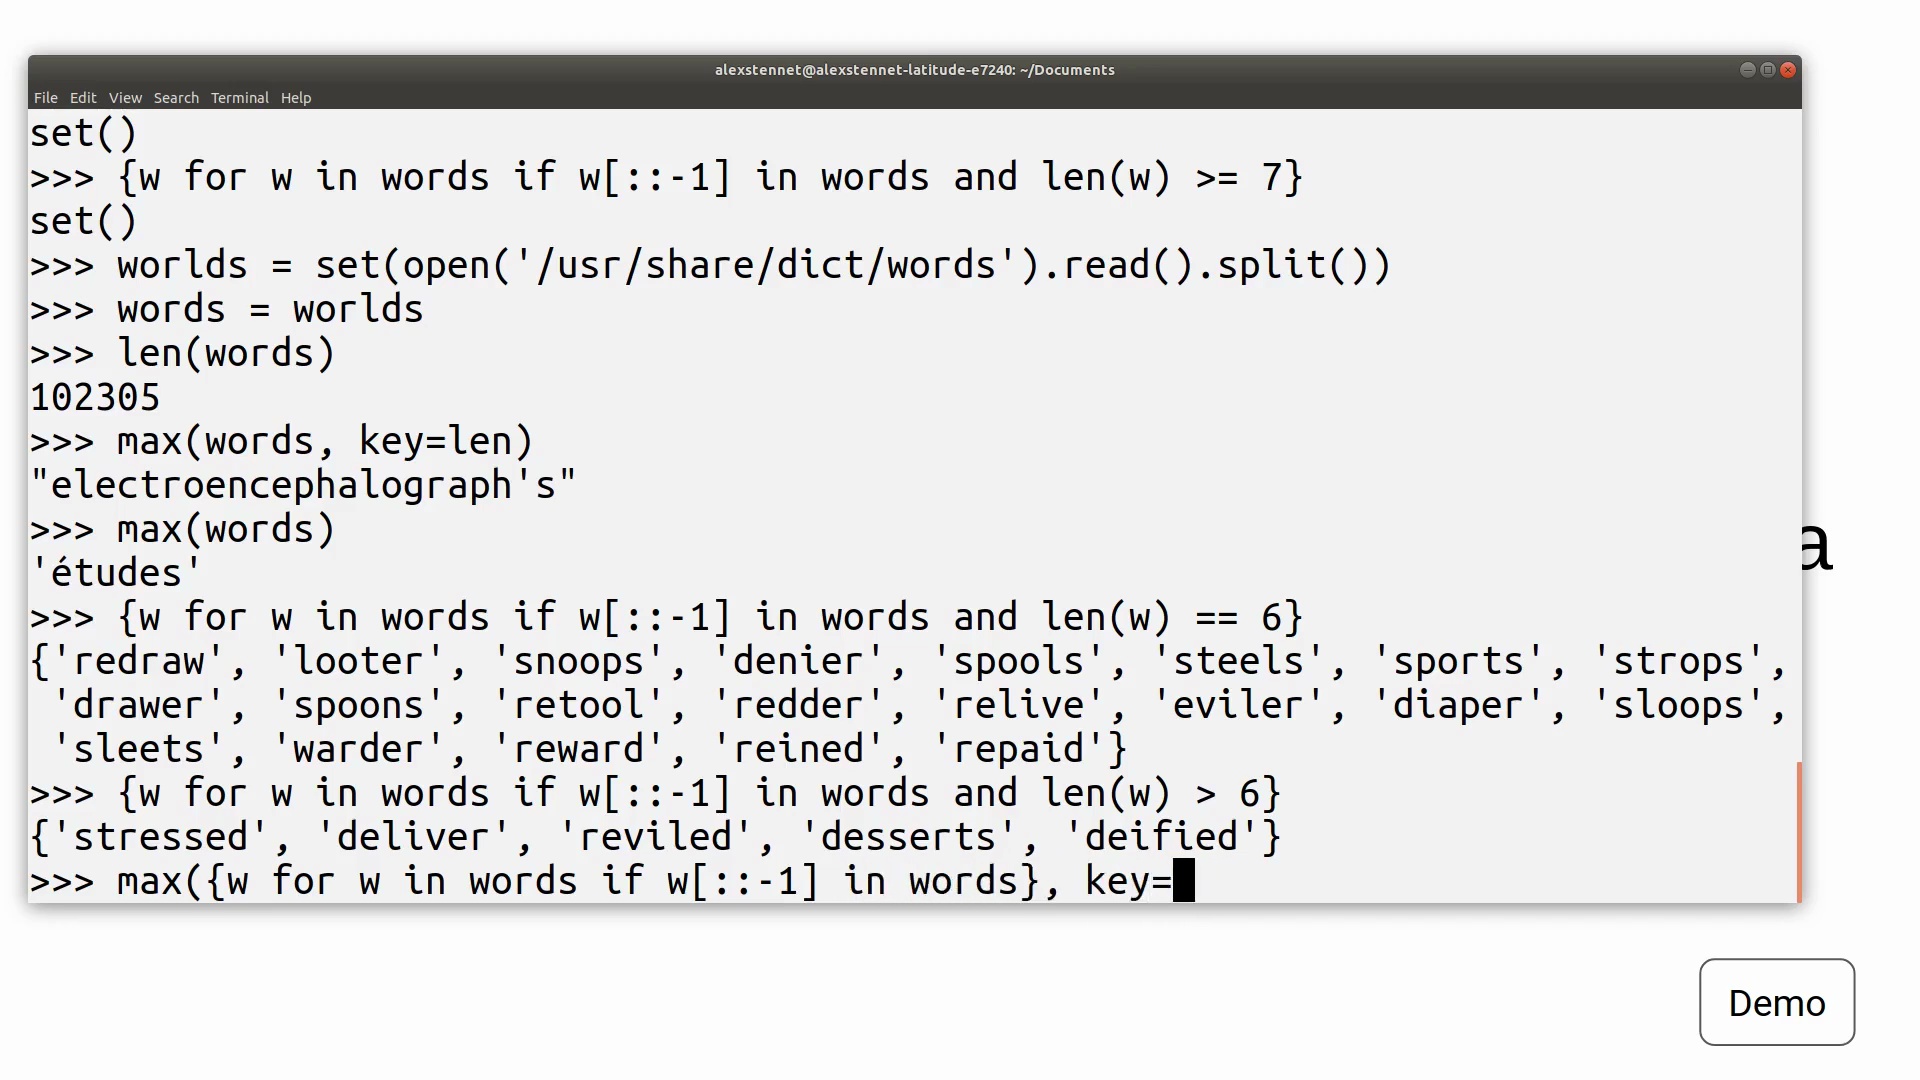 alexstennet@alexstennet-latitude-e7240: ~/Documents
File Edit View Search Terminal Help
set()
>>> {w for w in words if w[::-1] in words and len(w) >= 7}
set()
>>> worlds = set(open('/usr/share/dict/words').read().split())
>>> words = worlds
>>> len(words)
102305
>>> max(words, key=len)
"electroencephalograph's"
>>> max(words)
'études'
>>> {w for w in words if w[::-1] in words and len(w) == 6}
{'redraw', 'looter', 'snoops', 'denier', 'spools', 'steels', 'sports', 'strops',
 'drawer', 'spoons', 'retool', 'redder', 'relive', 'eviler', 'diaper', 'sloops',
 'sleets', 'warder', 'reward', 'reined', 'repaid'}
>>> {w for w in words if w[::-1] in words and len(w) > 6}
{'stressed', 'deliver', 'reviled', 'desserts', 'deified'}
>>> max({w for w in words if w[::-1] in words}, key=
a
Demo